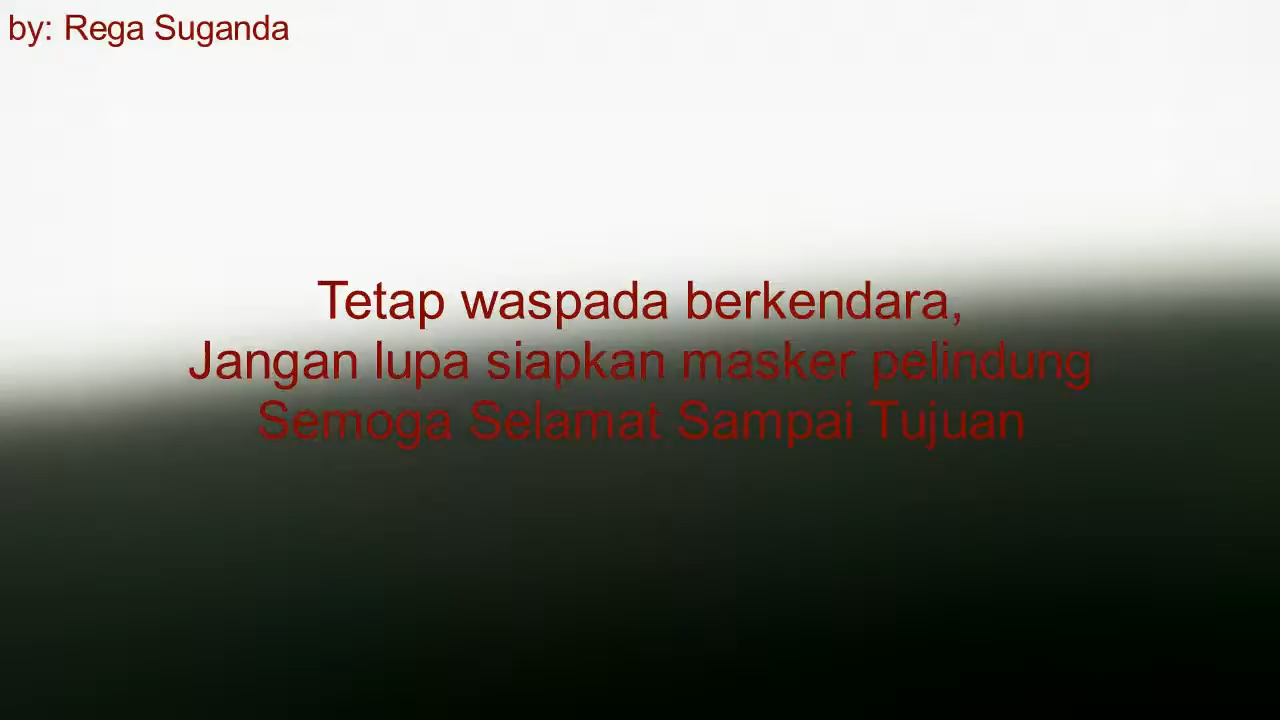 by: Rega Suganda
Tetap waspada berkendara,
Jangan lupa siapkan masker pelindung
Semoga Selamat Sampai Tujuan